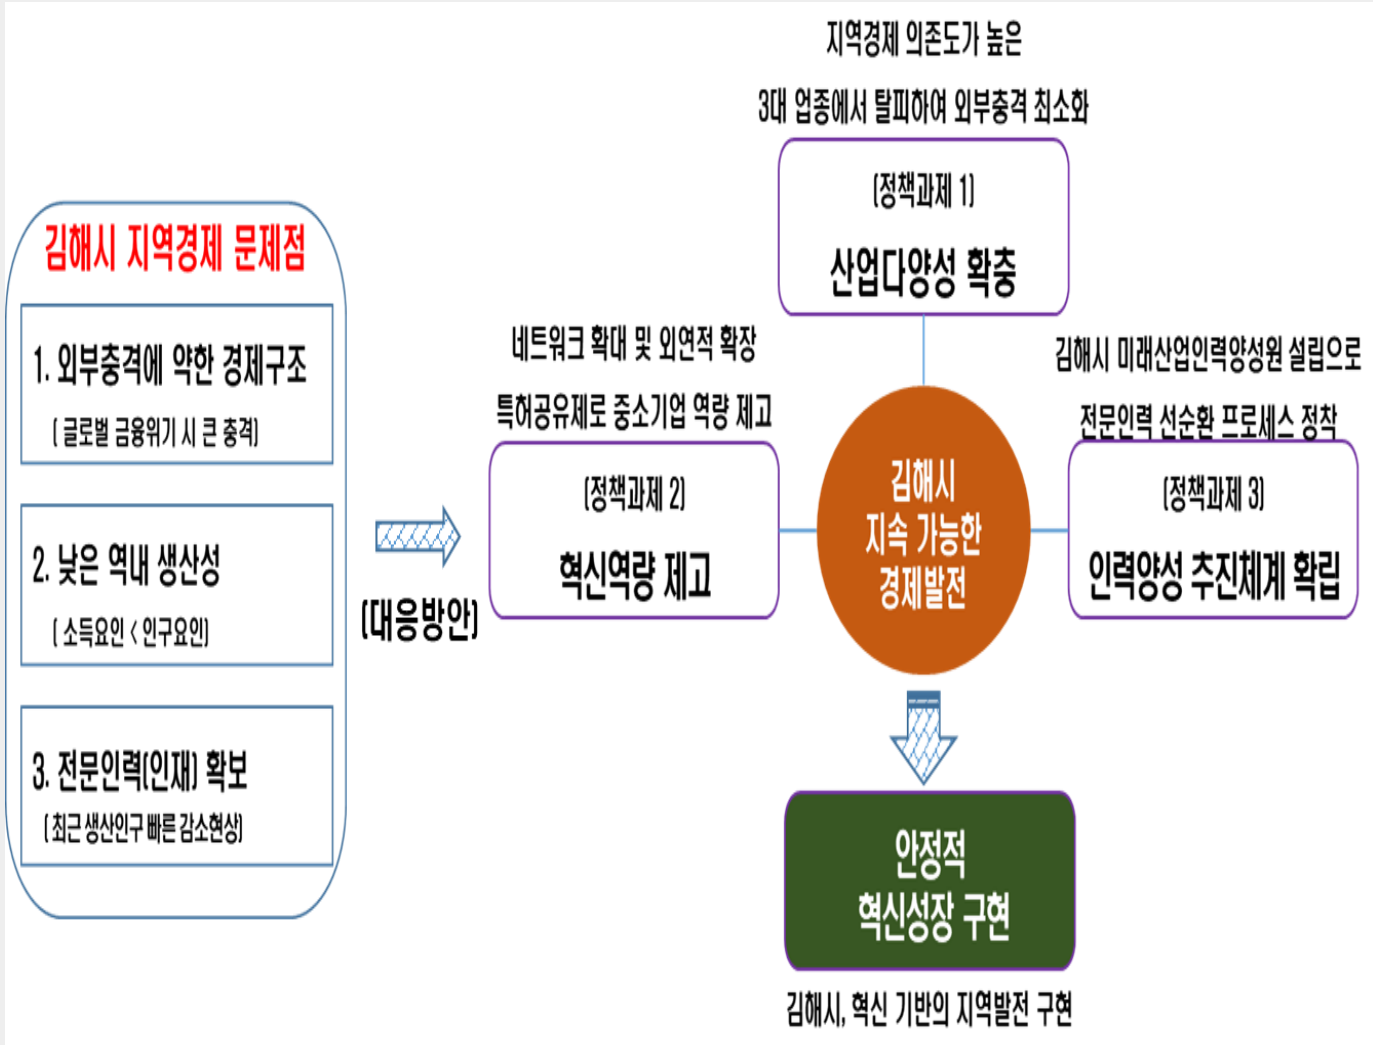 김해시 지역경제 문제점
1. 외부충격에 약한 경제구조
( 글로벌 금융위기 시 큰 충격)
2. 낮은 역내 생산성
( 소득요인 < 인구요인)
3. 전문인력(인재) 확보
( 최근 생산인구 빠른 감소현상)
(대응방안)
지역경제 의존도가 높은
3대 업종에서 탈피하여 외부충격 최소화
(정책과제 1)
산업다양성 확충
네트워크 확대 및 외연적 확장
특허공유제로 중소기업 역량 제고
(정책과제 2)
혁신역량 제고
김해시 미래산업인력양성원 설립으로
전문인력 선순환 프로세스 정착
(정책과제 3)
인력양성 추진체계 확립
김해시
지속 가능한
경제발전
안정적
혁신성장 구현
김해시, 혁신 기반의 지역발전 구현